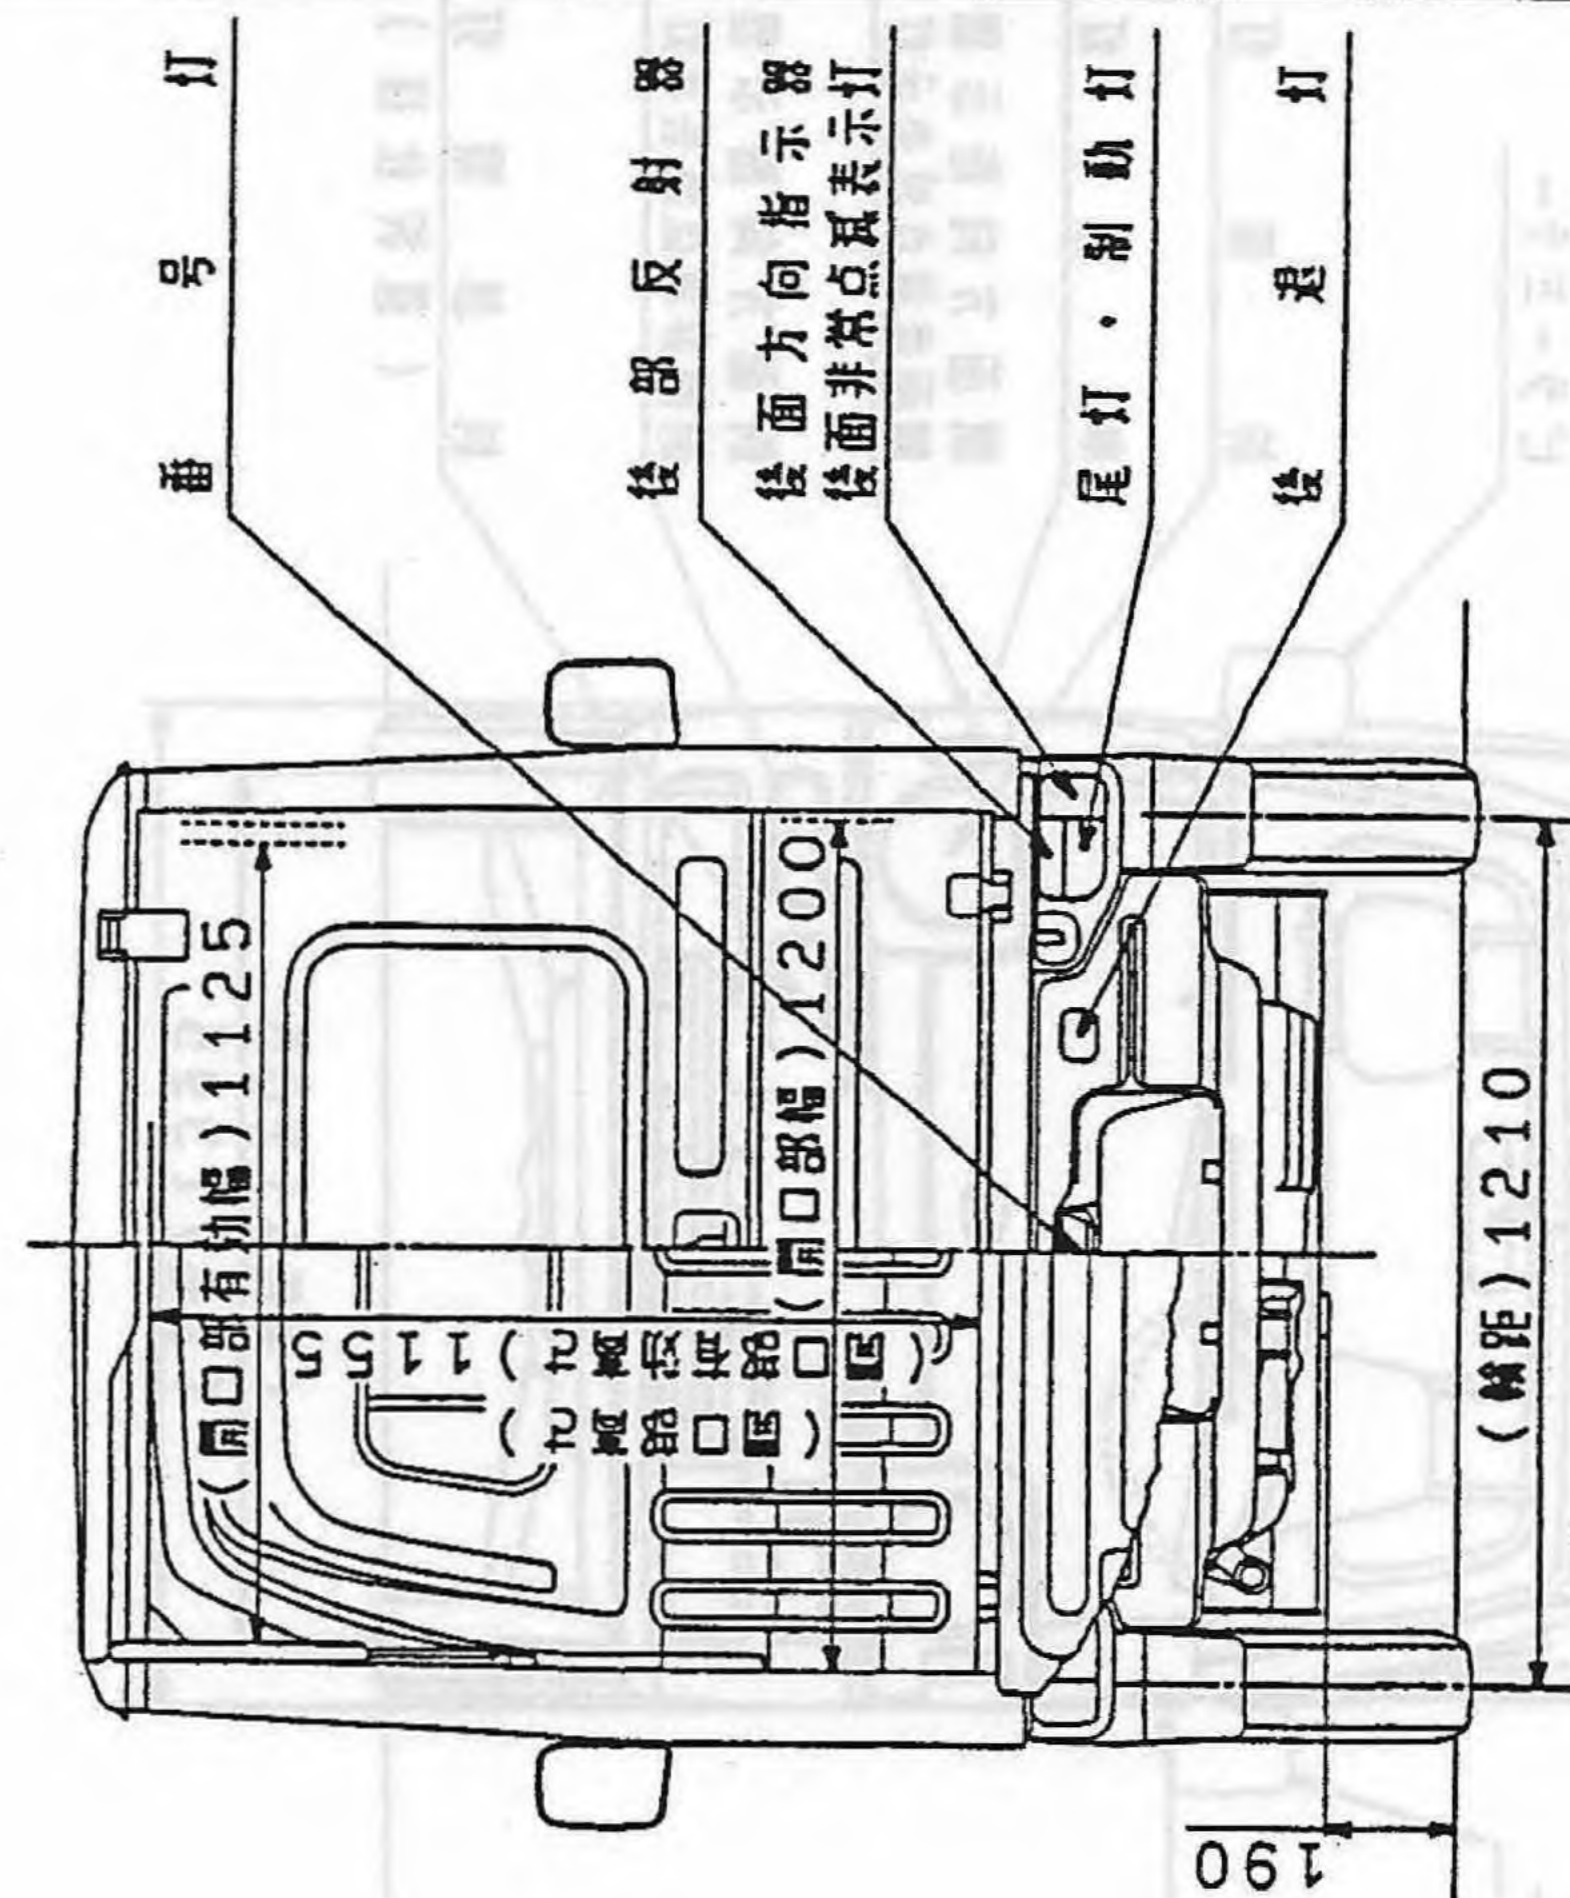 番号灯
後部反射器
後面方向指示器
後面非常点滅表示灯
尾灯・制動灯
後退灯
(開口部有効幅)1125
(開口部幅)1200
(開口部有効高さ)1155
(開口部高さ)
(輪距)1210
190